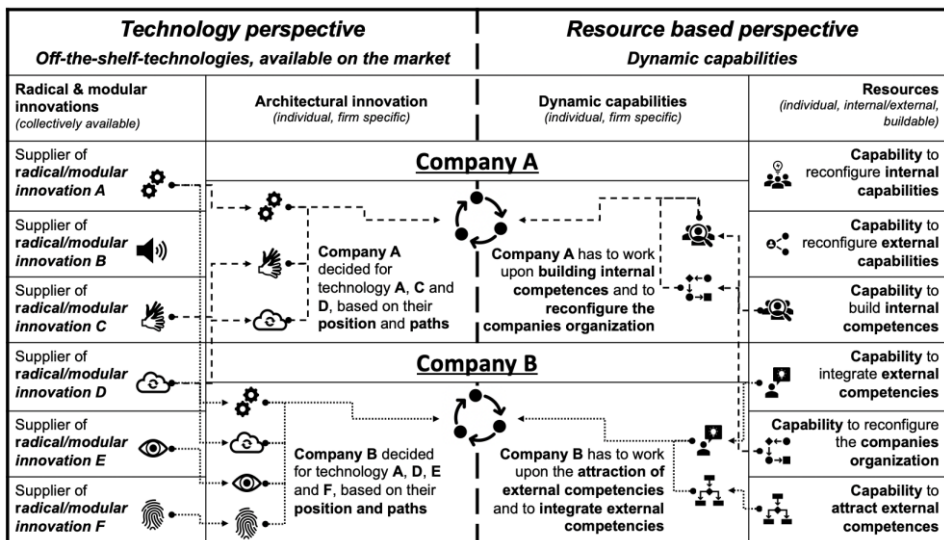 Technology perspective
Off-the-shelf-technologies, available on the market
Resource based perspective
Dynamic capabilities
Radical & modular
innovations
(collectively available)
Architectural innovation
(individual, firm specific)
Dynamic capabilities
(individual, firm specific)
Resources
(individual, internal/external,
buildable)
Supplier of
radical/modular
innovation A
Supplier of
radical/modular
innovation B
Supplier of
radical/modular
innovation C
Supplier of
radical/modular
innovation D
Supplier of
radical/modular
innovation E
Supplier of
radical/modular
innovation F
Company A
Company A
decided for
technology A, C and
D, based on their
position and paths
Company A has to work
upon building internal
competences and to
reconfigure the
companies organization
Company B
Company B decided
for technology A, D, E
and F, based on their
position and paths
Company B has to work
upon the attraction of
external competencies
and to integrate external
competencies
Capability to
reconfigure internal
capabilities
Capability to
reconfigure external
capabilities
Capability to
build internal
competences
Capability to
integrate external
competencies
Capability to reconfigure
the companies
organization
Capability to
attract external
competences